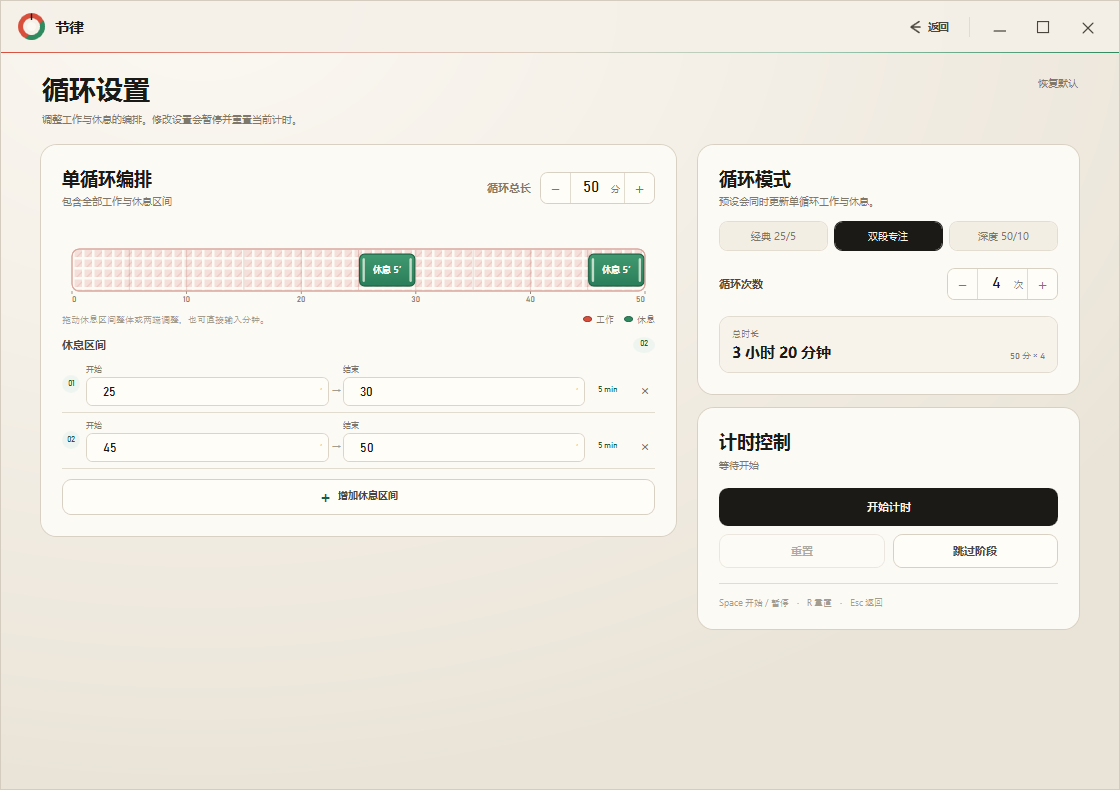 节律
返回
循环设置
恢复默认
调整工作与休息的编排。修改设置会暂停并重置当前计时。
单循环编排
包含全部工作与休息区间
循环总长
− 50 分 +
休息 5′
休息 5′
0 10 20 30 40 50
拖动休息区间整体或两端调整，也可直接输入分钟。
工作 休息
休息区间
02
01
开始
25
→
结束
30
5 min
×
02
开始
45
→
结束
50
5 min
×
+ 增加休息区间
循环模式
预设会同时更新单循环工作与休息。
经典 25/5
双段专注
深度 50/10
循环次数
− 4 次 +
总时长
3 小时 20 分钟
50 分 × 4
计时控制
等待开始
开始计时
重置
跳过阶段
Space 开始 / 暂停 · R 重置 · Esc 返回